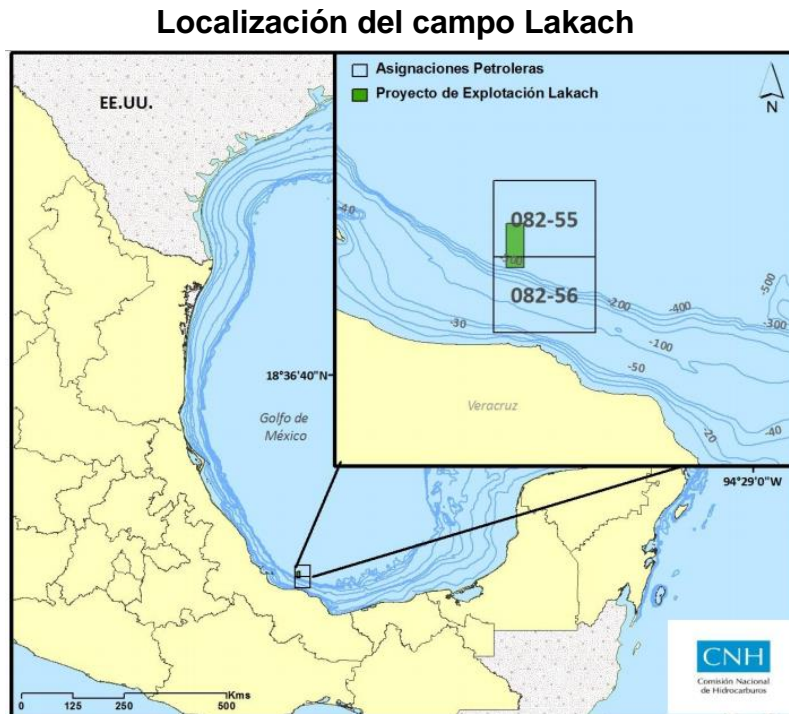 Localización del campo Lakach
EE.UU.
Asignaciones Petroleras
Proyecto de Explotación Lakach
N
-40
082-55
-700
082-56
-200
-400
-500
-300
-30
-100
-50
-20
-40
18°36'40"N
Golfo de
México
Veracruz
94°29'0"W
0 125 250 500
Kms
CNH
Comisión Nacional
de Hidrocarburos